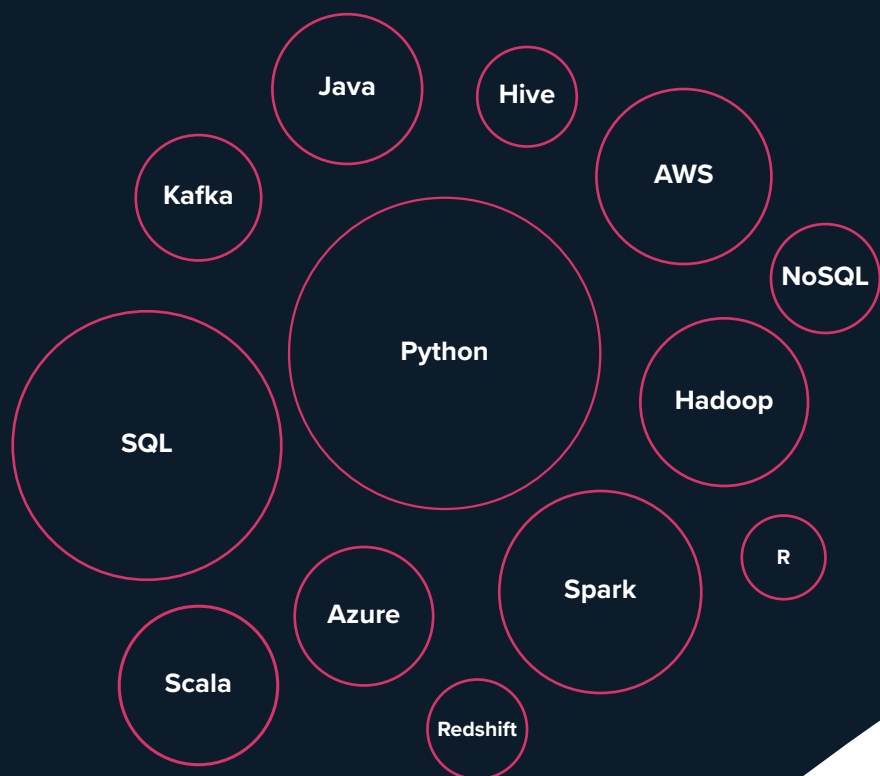 Java
Hive
AWS
Kafka
NoSQL
Python
Hadoop
SQL
R
Spark
Azure
Scala
Redshift